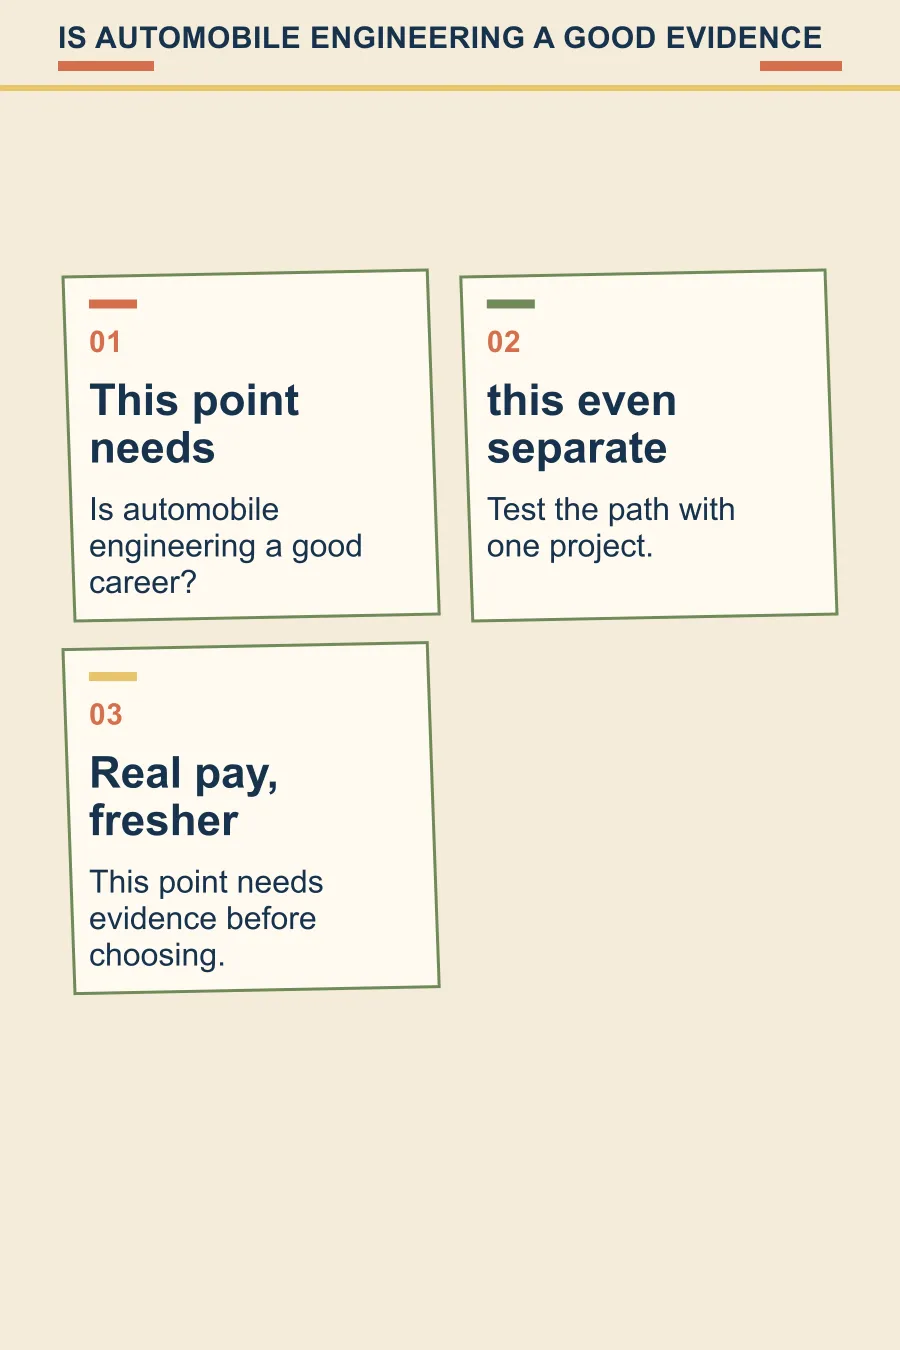 IS AUTOMOBILE ENGINEERING A GOOD EVIDENCE
01
This point
needs
Is automobile
engineering a good
career?
02
this even
separate
Test the path with
one project.
03
Real pay,
fresher
This point needs
evidence before
choosing.